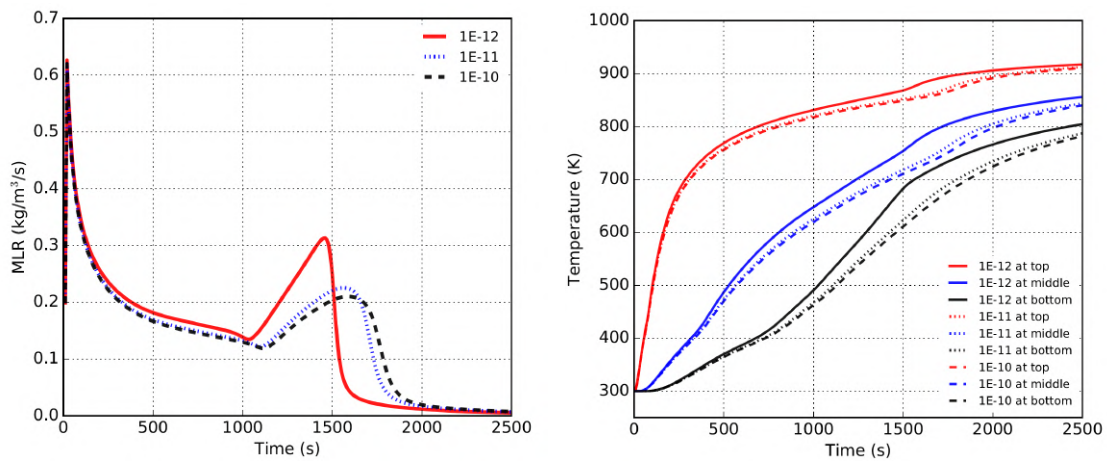 0.7
0.6
0.5
0.4
0.3
0.2
0.1
0.0
MLR (kg/m³/s)
1E-12
1E-11
1E-10
0 500 1000 1500 2000 2500
Time (s)
1000
900
800
700
600
500
400
300
Temperature (K)
1E-12 at top
1E-12 at middle
1E-12 at bottom
1E-11 at top
1E-11 at middle
1E-11 at bottom
1E-10 at top
1E-10 at middle
1E-10 at bottom
0 500 1000 1500 2000 2500
Time (s)